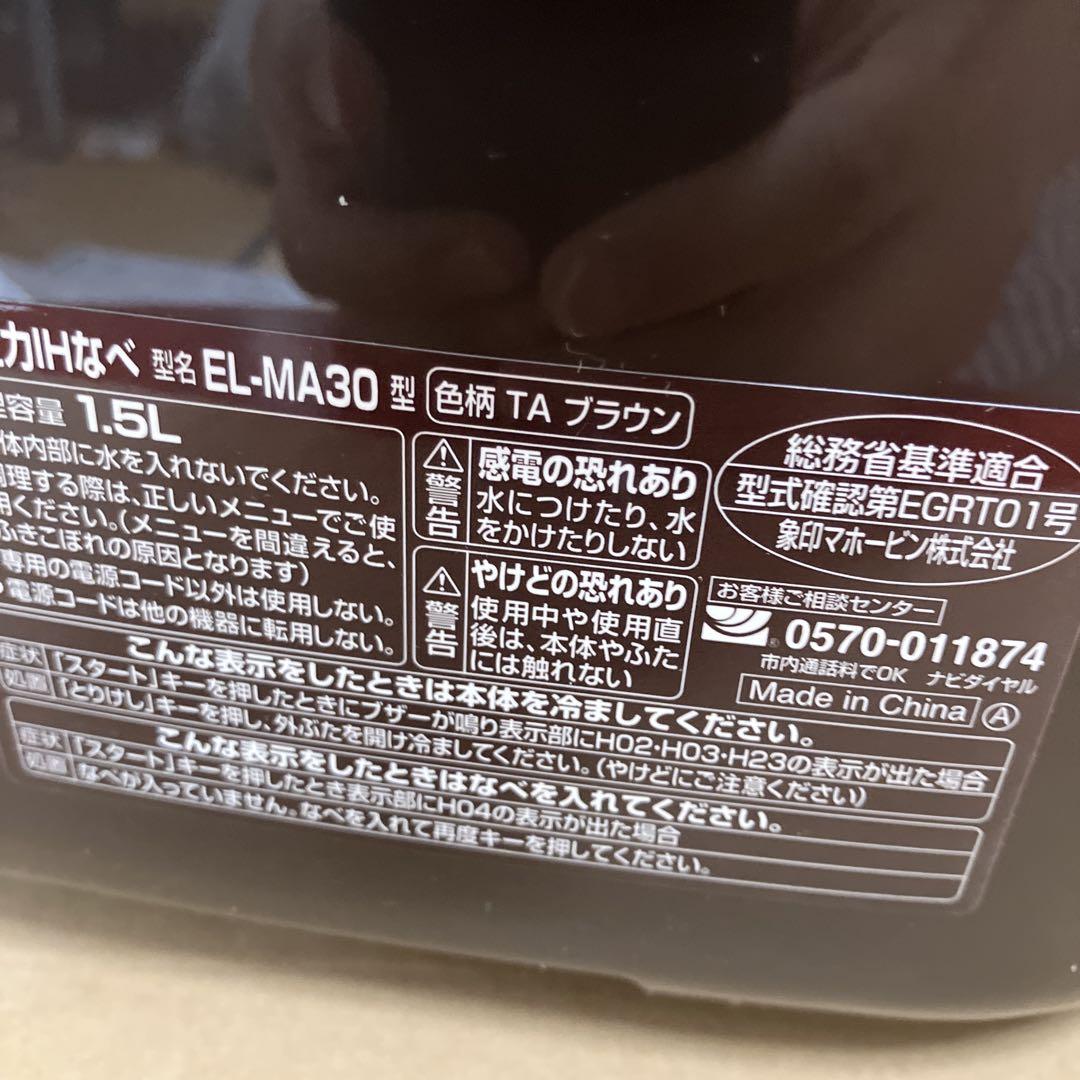 力IHなべ 型名 EL-MA30 型 色柄 TA ブラウン
容量 1.5L
体内部に水を入れないでください。
理する際は、正しいメニューでご使
用ください。(メニューを間違えると、
ふきこぼれの原因となります)
専用の電源コード以外は使用しない。
電源コードは他の機器に転用しない。
警告
感電の恐れあり
水につけたり、水
をかけたりしない
警告
やけどの恐れあり
使用中や使用直
後は、本体やふた
には触れない
総務省基準適合
型式確認第EGRT01号
象印マホービン株式会社
お客様ご相談センター
0570-011874
市内通話料でOK ナビダイヤル
Made in China A
こんな表示をしたときは本体を冷ましてください。
症状 「スタート」キーを押したときにブザーが鳴り表示部にH02・H03・H23の表示が出た場合
処置 「とりけし」キーを押し、外ぶたを開け冷ましてください。(やけどにご注意ください)
こんな表示をしたときはなべを入れてください。
症状 「スタート」キーを押したとき表示部にH04の表示が出た場合
処置 なべが入っていません。なべを入れて再度キーを押してください。